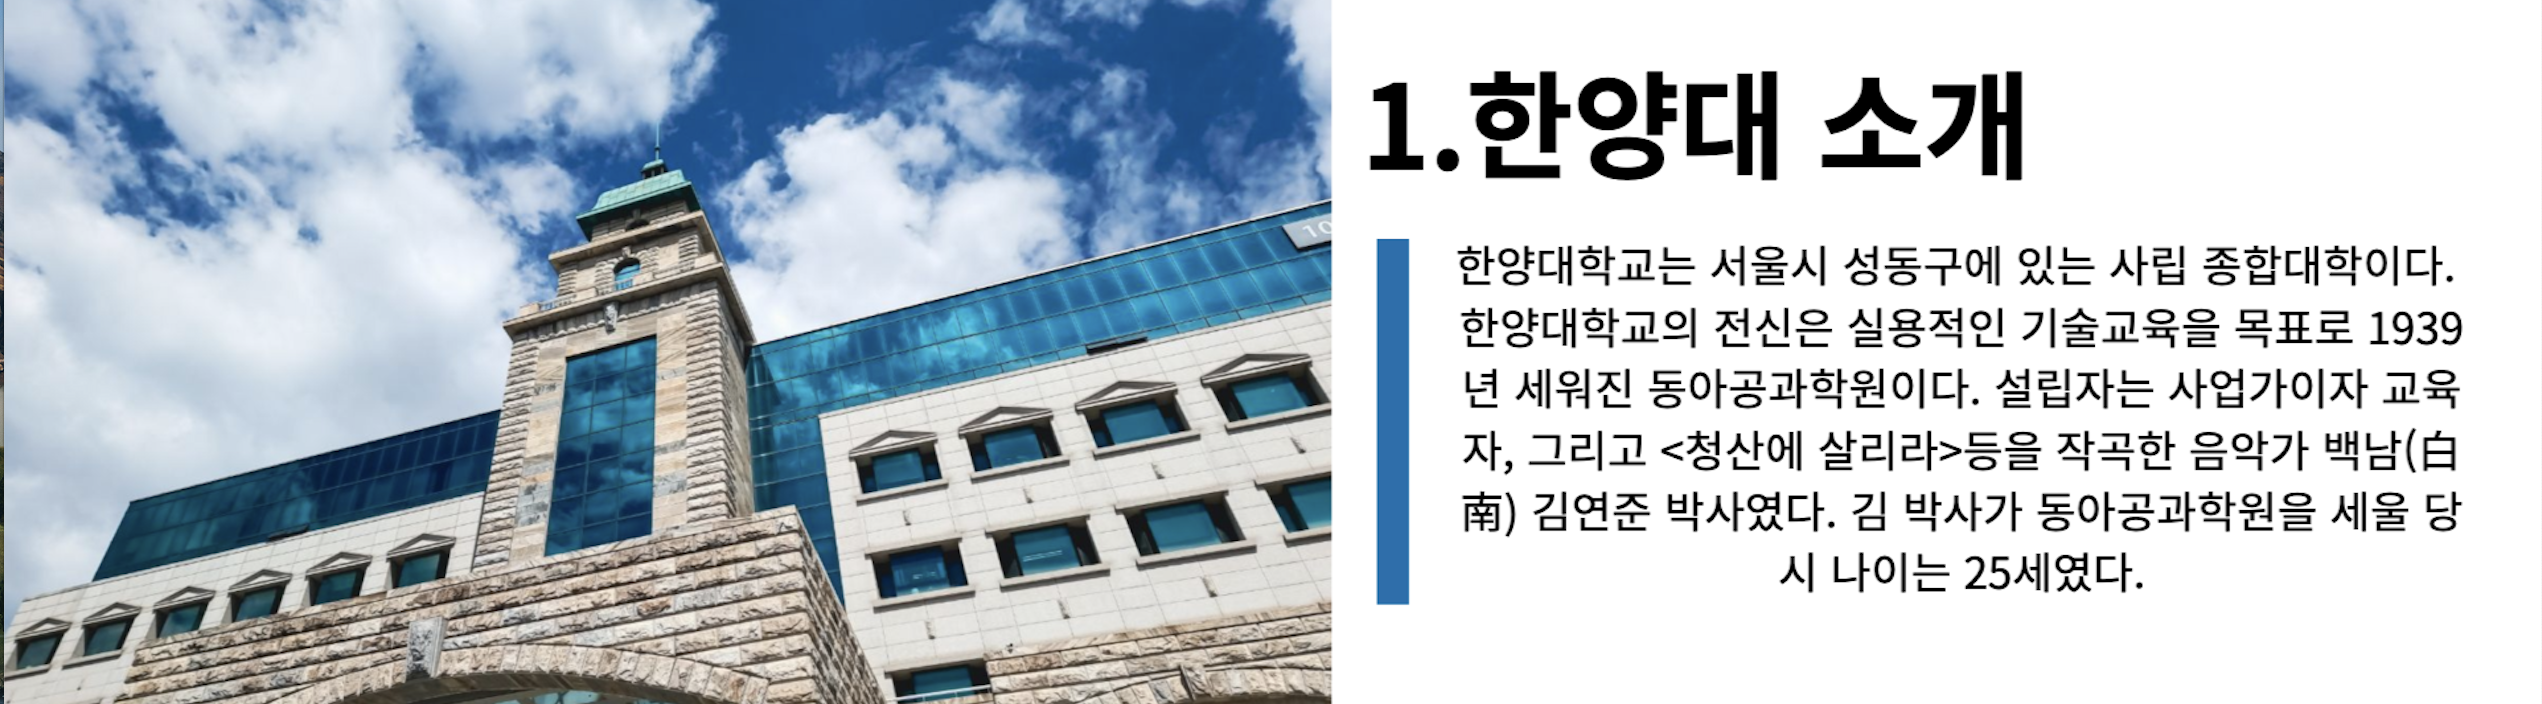 1.한양대 소개
한양대학교는 서울시 성동구에 있는 사립 종합대학이다.
한양대학교의 전신은 실용적인 기술교육을 목표로 1939
년 세워진 동아공과학원이다. 설립자는 사업가이자 교육
자, 그리고 <청산에 살리라>등을 작곡한 음악가 백남(白
南) 김연준 박사였다. 김 박사가 동아공과학원을 세울 당
시 나이는 25세였다.